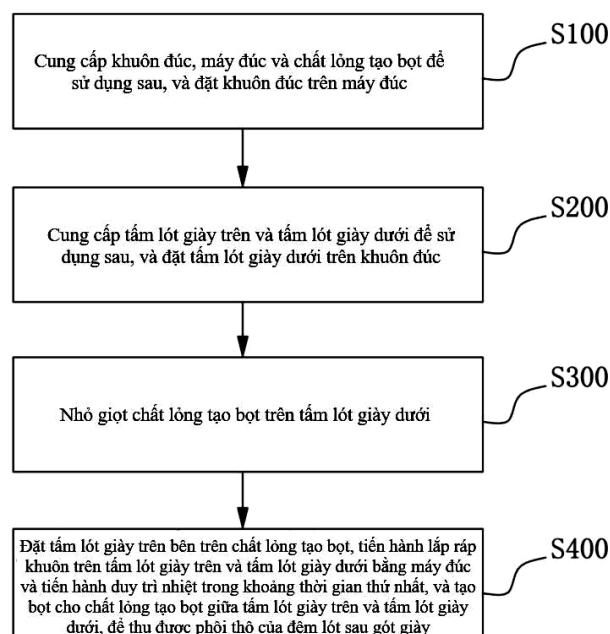 S100
Cung cấp khuôn đúc, máy đúc và chất lỏng tạo bọt để
sử dụng sau, và đặt khuôn đúc trên máy đúc
S200
Cung cấp tấm lót giày trên và tấm lót giày dưới để sử
dụng sau, và đặt tấm lót giày dưới trên khuôn đúc
S300
Nhỏ giọt chất lỏng tạo bọt trên tấm lót giày dưới
S400
Đặt tấm lót giày trên bên trên chất lỏng tạo bọt, tiến hành lắp ráp
khuôn trên tấm lót giày trên và tấm lót giày dưới bằng máy đúc
và tiến hành duy trì nhiệt trong khoảng thời gian thứ nhất, và tạo
bọt cho chất lỏng tạo bọt giữa tấm lót giày trên và tấm lót giày
dưới, để thu được phôi thô của đệm lót sau gót giày